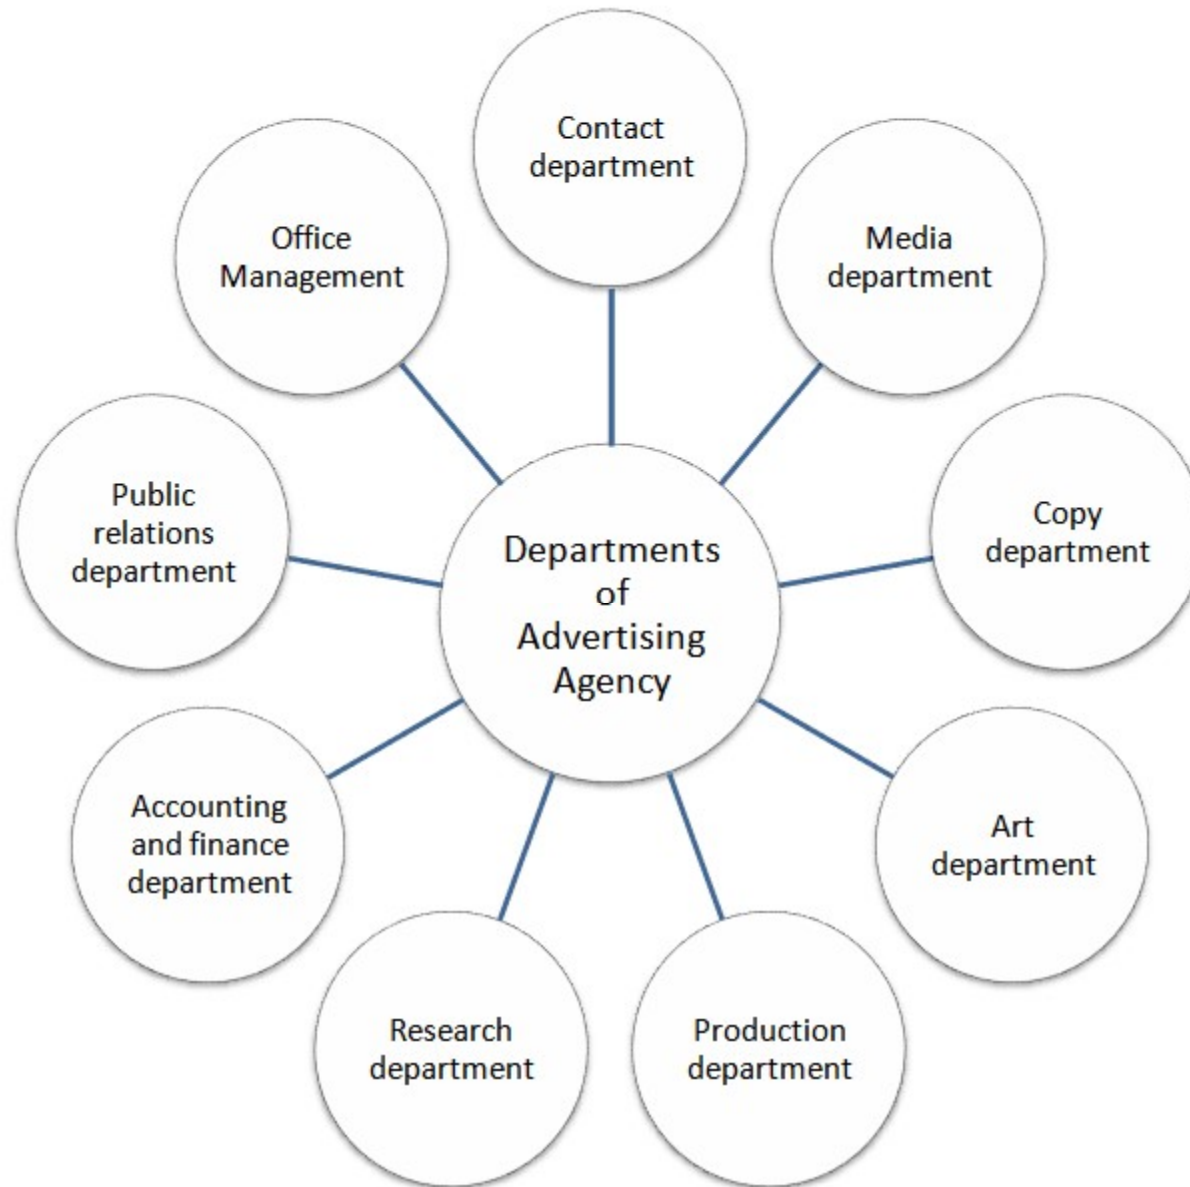 Contact
department
Media
department
Copy
department
Art
department
Production
department
Research
department
Accounting
and finance
department
Public
relations
department
Office
Management
Departments
of
Advertising
Agency